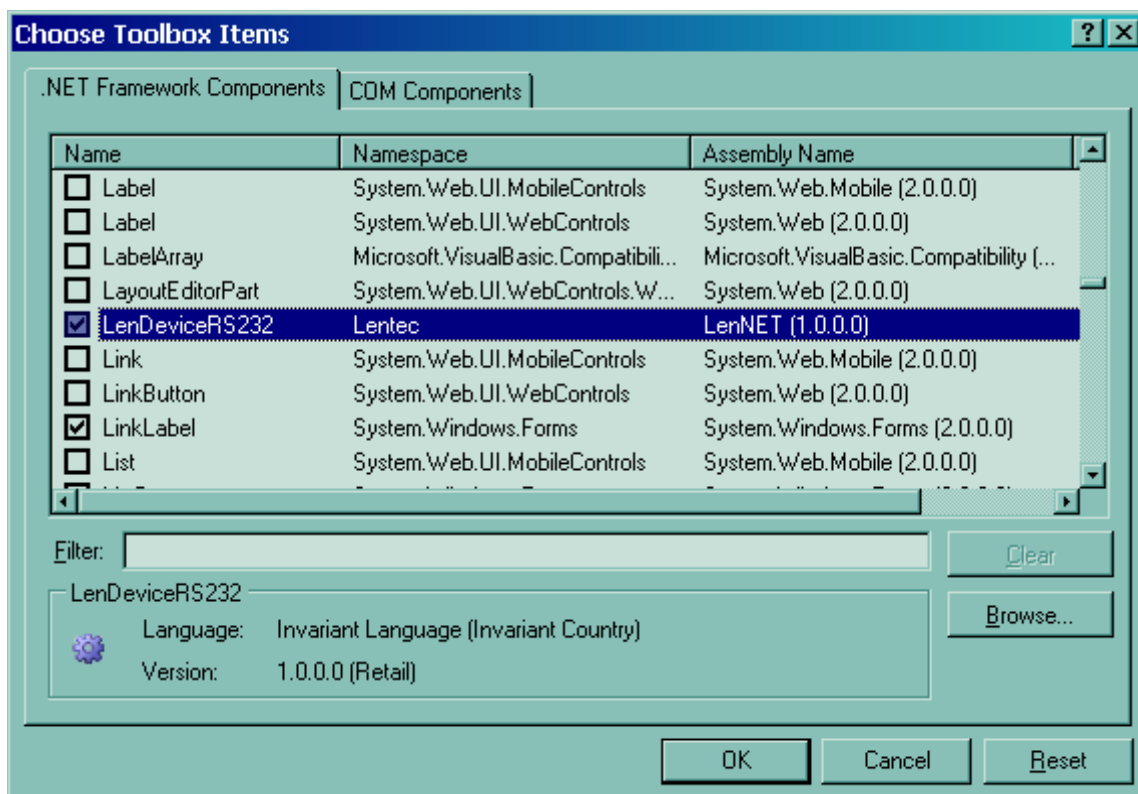 Choose Toolbox Items
.NET Framework Components COM Components
Name Namespace Assembly Name
Label System.Web.UI.MobileControls System.Web.Mobile (2.0.0.0)
Label System.Web.UI.WebControls System.Web (2.0.0.0)
LabelArray Microsoft.VisualBasic.Compatibili... Microsoft.VisualBasic.Compatibility (...
LayoutEditorPart System.Web.UI.WebControls.W... System.Web (2.0.0.0)
LenDeviceRS232 Lentec LenNET (1.0.0.0)
Link System.Web.UI.MobileControls System.Web.Mobile (2.0.0.0)
LinkButton System.Web.UI.WebControls System.Web (2.0.0.0)
LinkLabel System.Windows.Forms System.Windows.Forms (2.0.0.0)
List System.Web.UI.MobileControls System.Web.Mobile (2.0.0.0)
Filter: Clear
LenDeviceRS232
Browse...
Language: Invariant Language (Invariant Country)
Version: 1.0.0.0 (Retail)
OK Cancel Reset